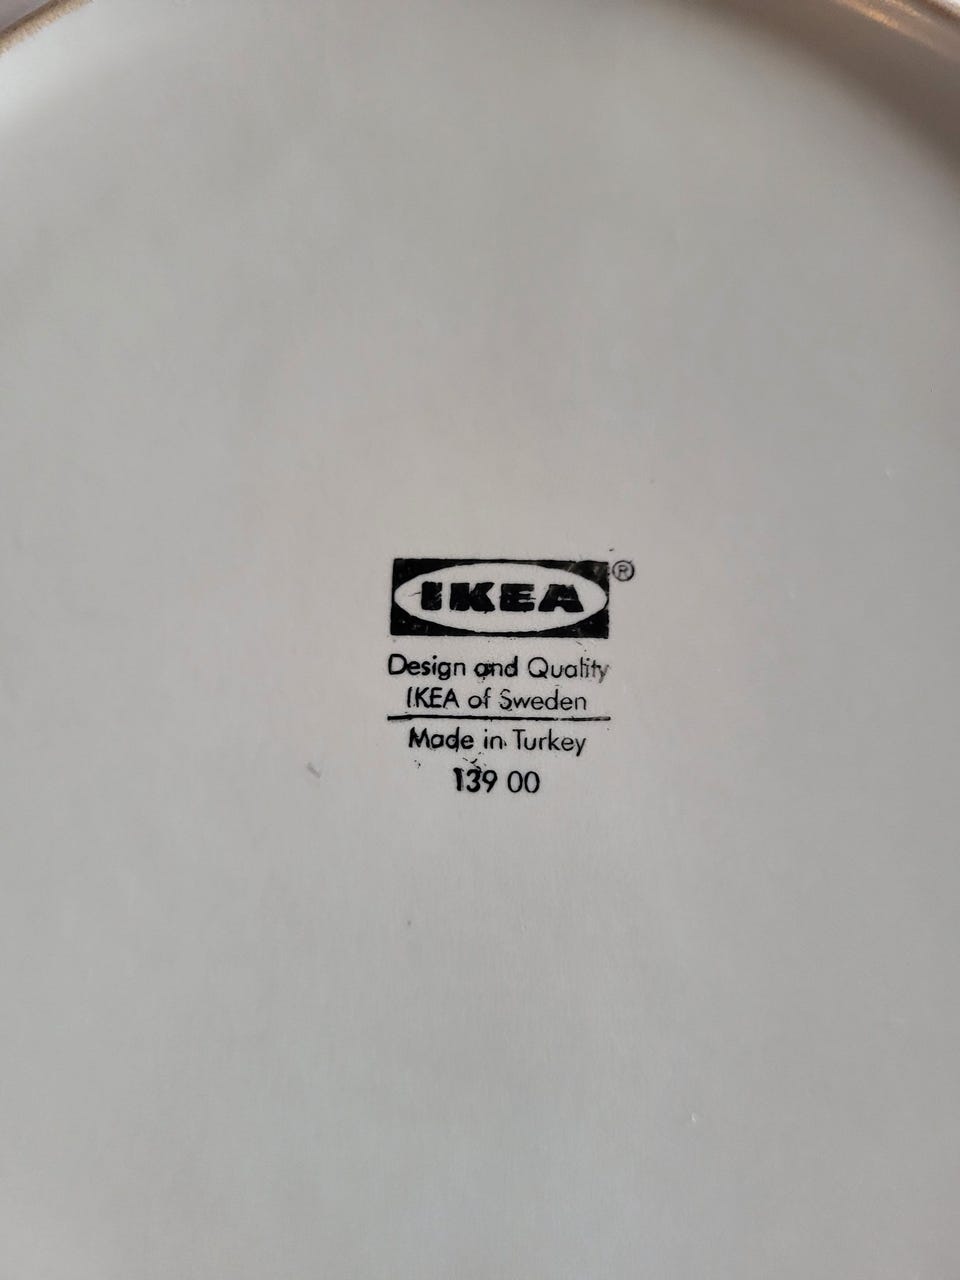 IKEA®
Design and Quality
IKEA of Sweden
Made in Turkey
139 00